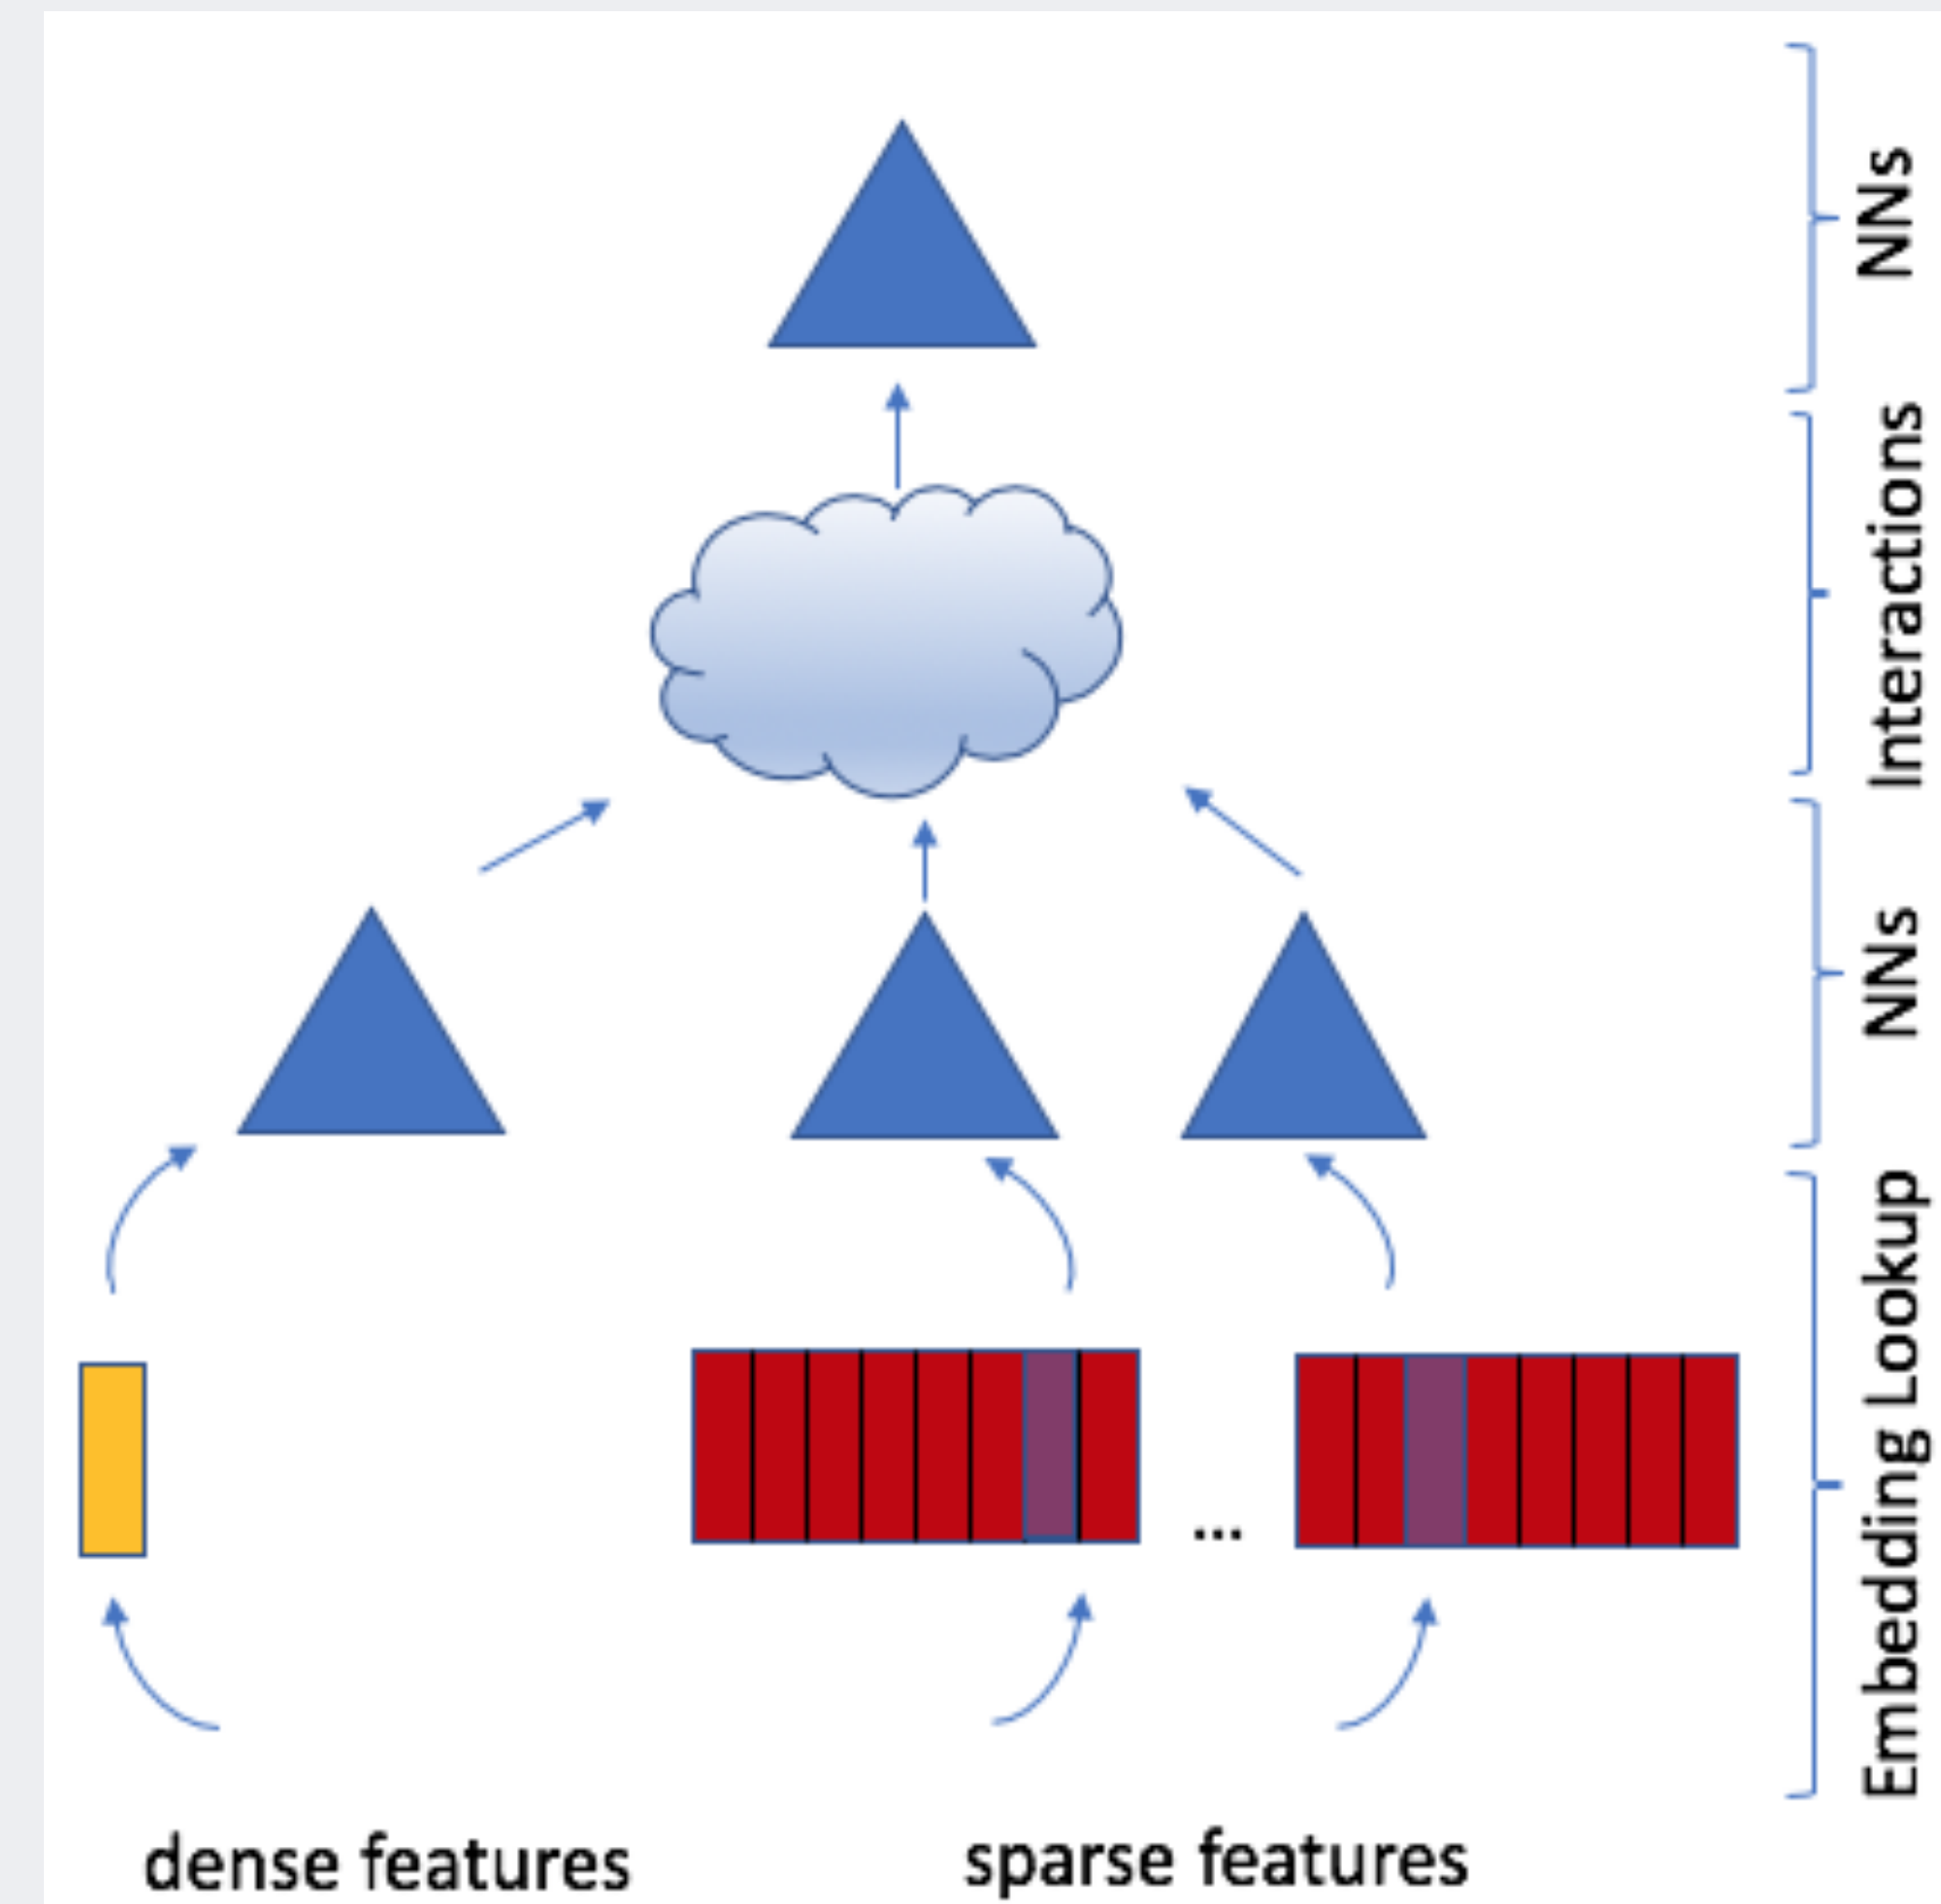 NNs
Interactions
NNs
Embedding Lookup
...
dense features
sparse features